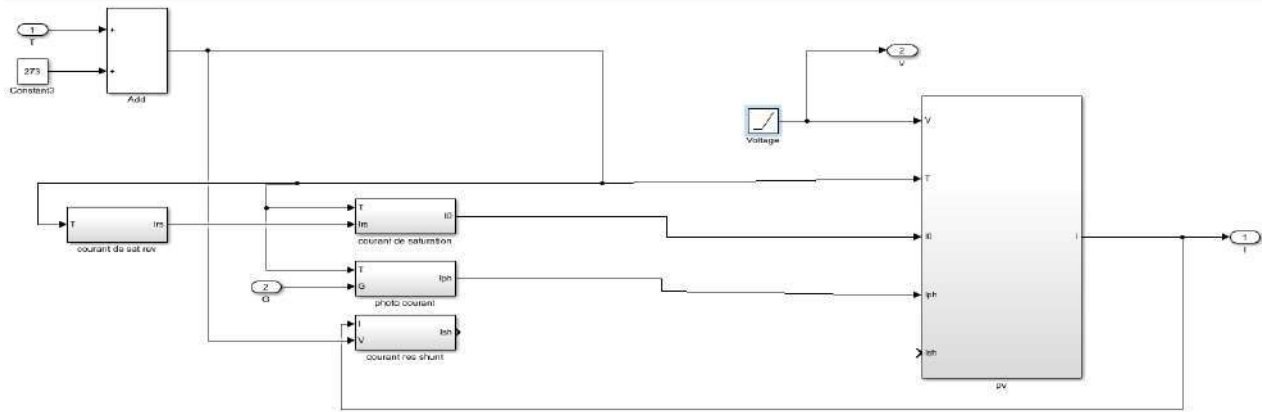 1
T
+
+
273
Constant3
Add
2
V
Voltage
V
T
I0
Iph
Ish
I
pv
1
I
T
Irs
courant de sat rev
T
Irs
I0
courant de saturation
2
G
T
G
Iph
photo courant
I
V
Ish
courant res shunt